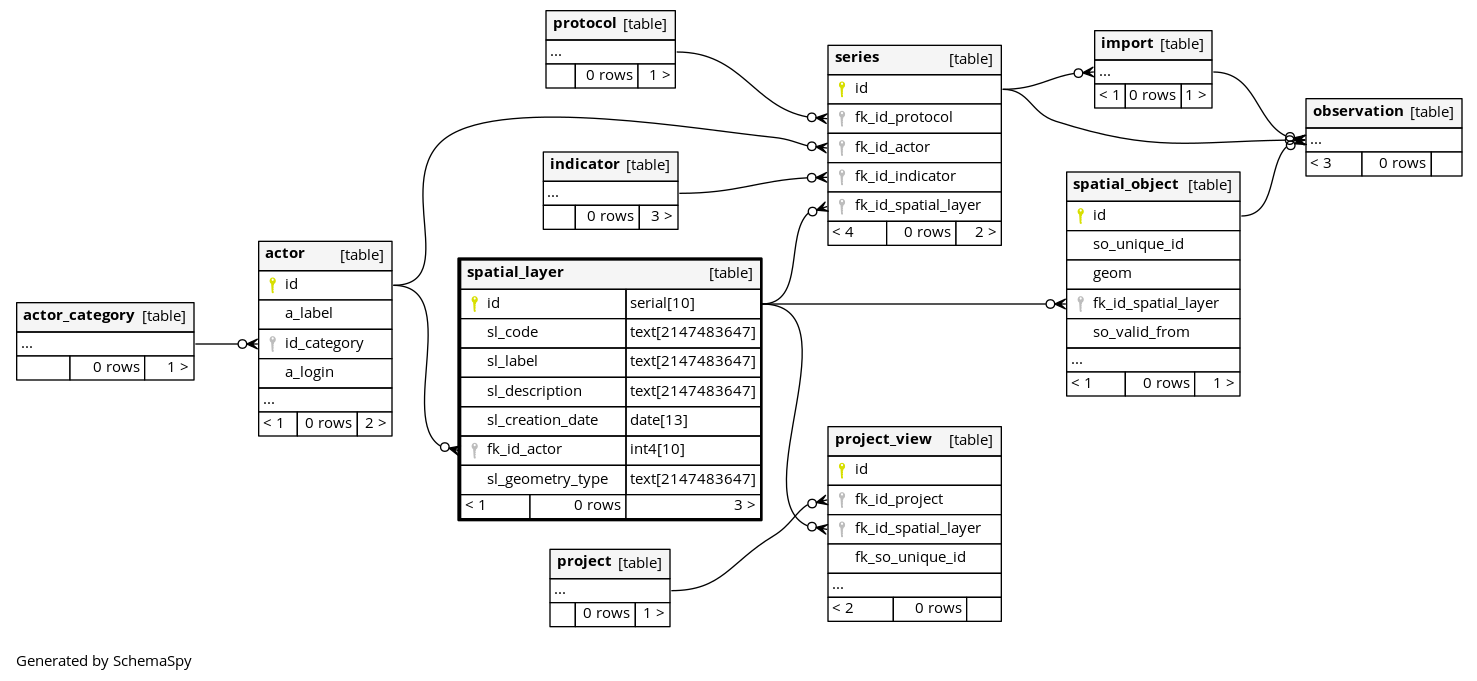 protocol [table]
...
0 rows 1 >
series [table]
id
fk_id_protocol
fk_id_actor
fk_id_indicator
fk_id_spatial_layer
< 4 0 rows 2 >
import [table]
...
< 1 0 rows 1 >
observation [table]
...
< 3 0 rows
indicator [table]
...
0 rows 3 >
spatial_object [table]
id
so_unique_id
geom
fk_id_spatial_layer
so_valid_from
...
< 1 0 rows 1 >
actor [table]
id
a_label
id_category
a_login
...
< 1 0 rows 2 >
actor_category [table]
...
0 rows 1 >
spatial_layer [table]
id serial[10]
sl_code text[2147483647]
sl_label text[2147483647]
sl_description text[2147483647]
sl_creation_date date[13]
fk_id_actor int4[10]
sl_geometry_type text[2147483647]
< 1 0 rows 3 >
project_view [table]
id
fk_id_project
fk_id_spatial_layer
fk_so_unique_id
...
< 2 0 rows
project [table]
...
0 rows 1 >
Generated by SchemaSpy